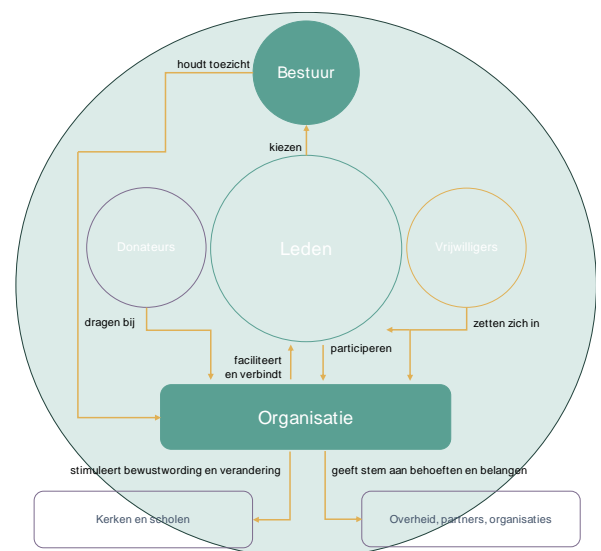 houdt toezicht
Bestuur
kiezen
Donateurs
Leden
Vrijwilligers
dragen bij
zetten zich in
faciliteert
en verbindt
participeren
Organisatie
stimuleert bewustwording en verandering
geeft stem aan behoeften en belangen
Kerken en scholen
Overheid, partners, organisaties